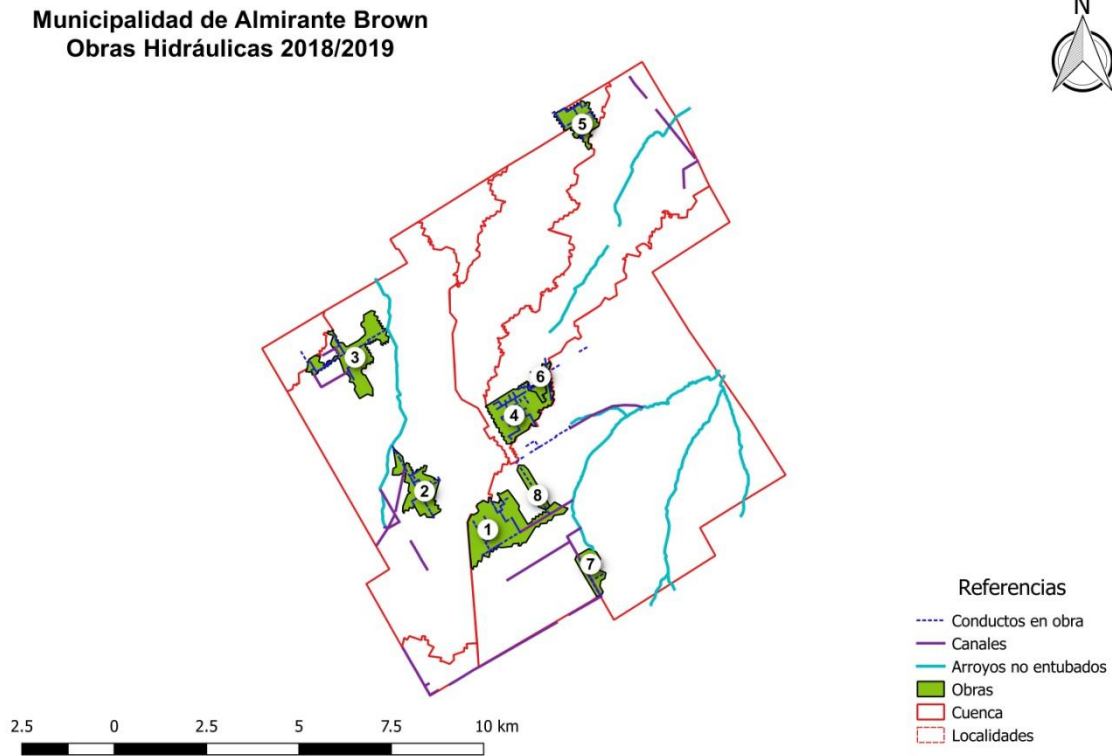 Municipalidad de Almirante Brown
Obras Hidráulicas 2018/2019
N
5
3
6
4
2
8
1
7
Referencias
Conductos en obra
Canales
Arroyos no entubados
Obras
Cuenca
Localidades
2.5 0 2.5 5 7.5 10 km